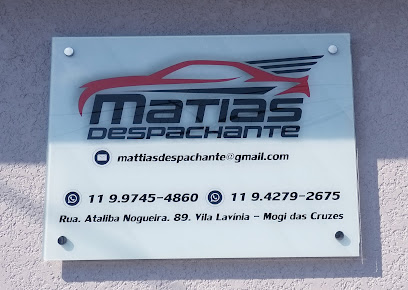 MATIAS
DESPACHANTE
mattiasdespachante@gmail.com
11 9.9745-4860 11 9.4279-2675
Rua. Ataliba Nogueira. 89. Vila Lavínia - Mogi das Cruzes